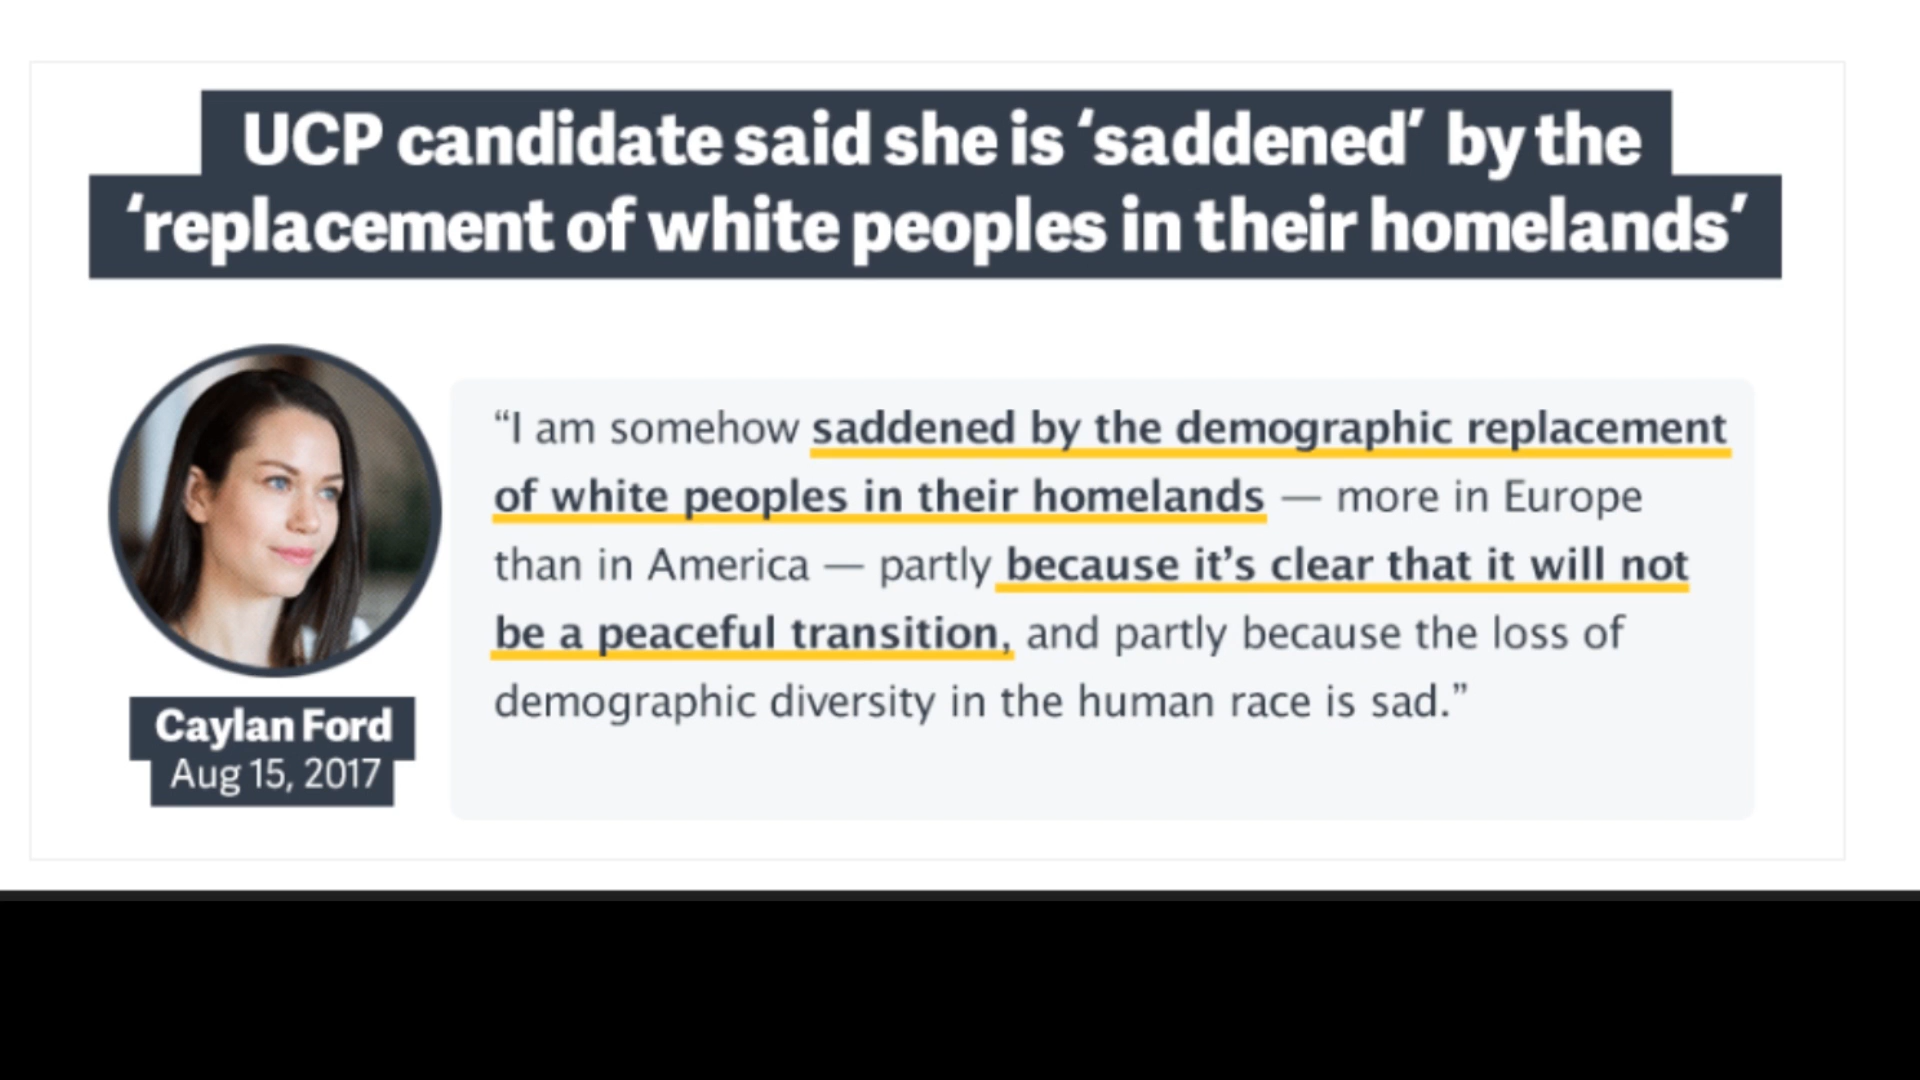 UCP candidate said she is ‘saddened’ by the
‘replacement of white peoples in their homelands’
“I am somehow saddened by the demographic replacement
of white peoples in their homelands — more in Europe
than in America — partly because it’s clear that it will not
be a peaceful transition, and partly because the loss of
demographic diversity in the human race is sad.”
Caylan Ford
Aug 15, 2017